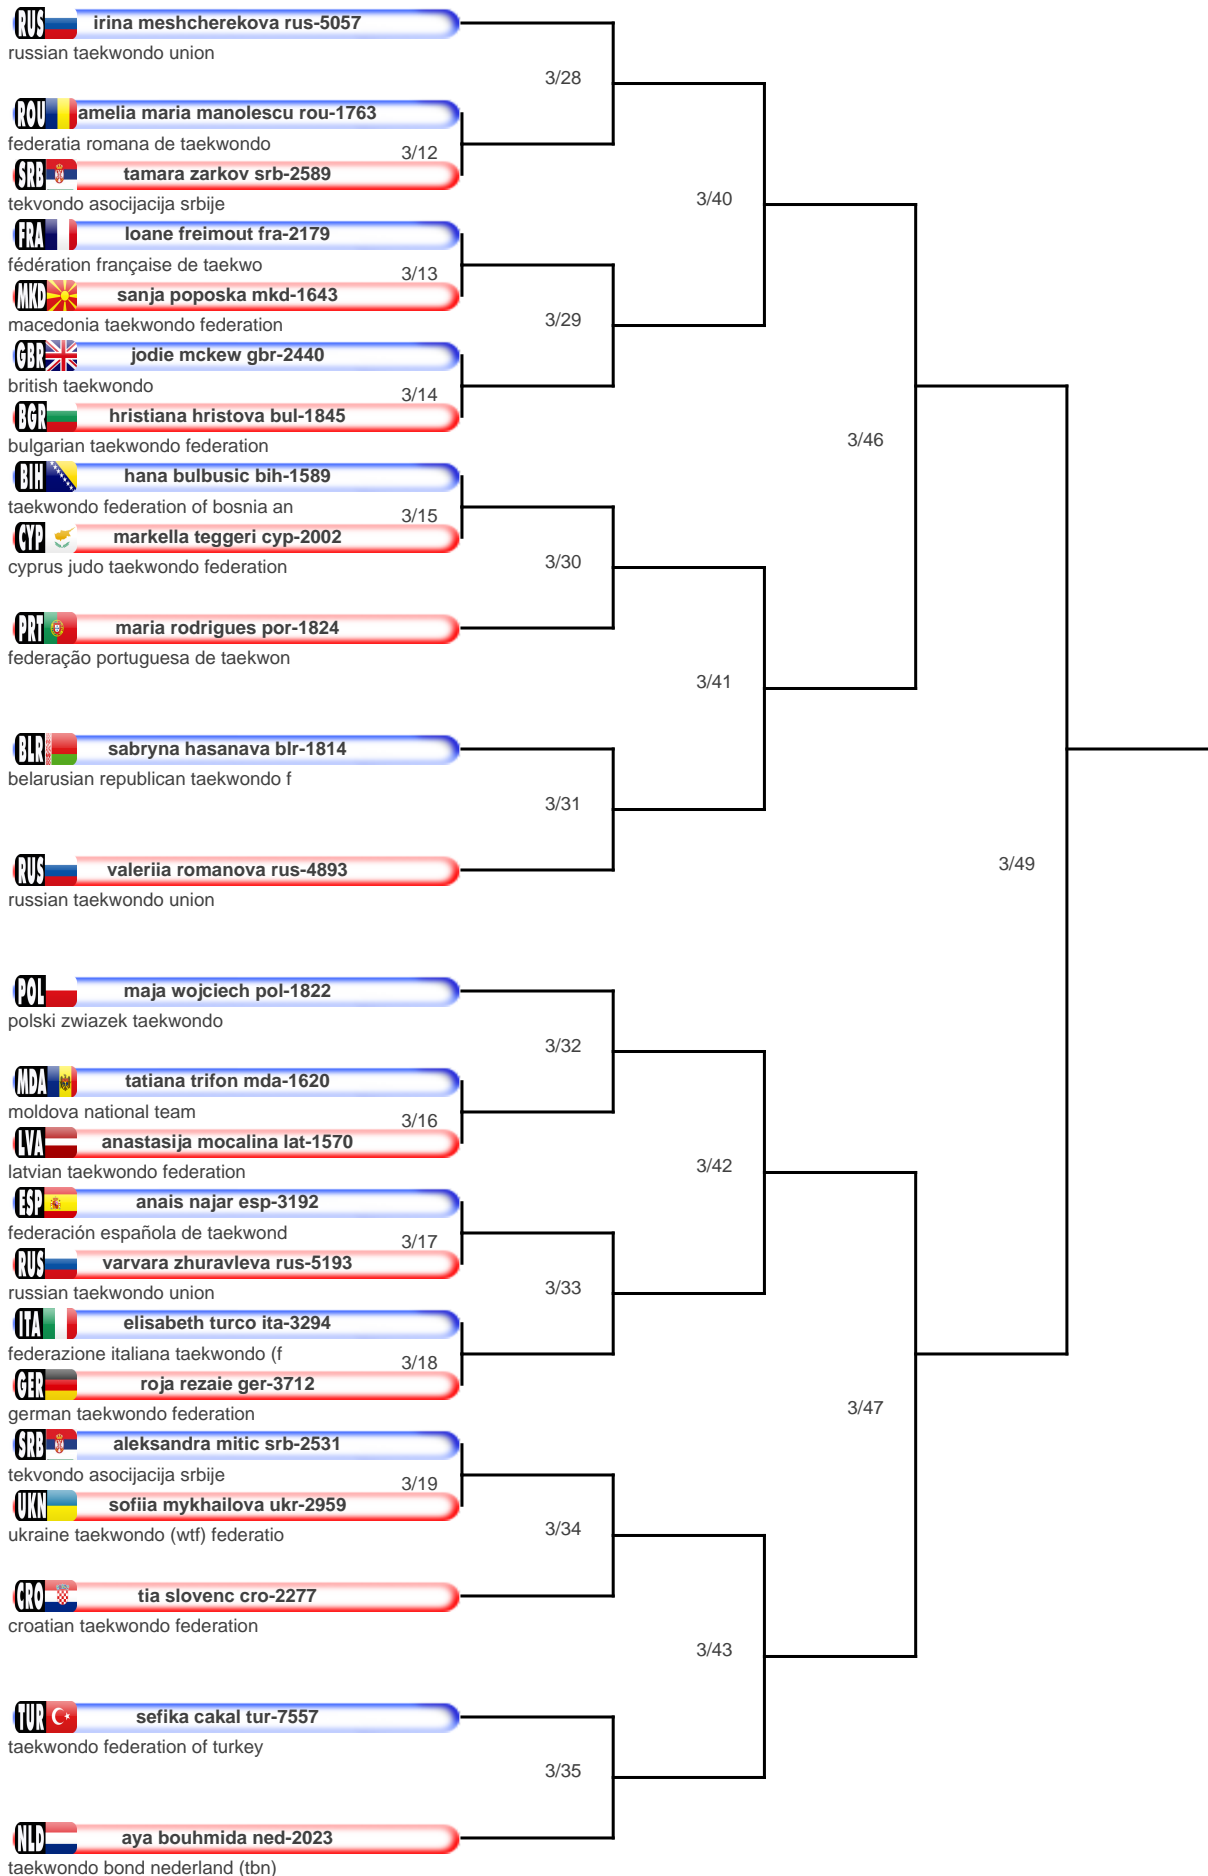 RUS irina meshcherekova rus-5057
russian taekwondo union
3/28
ROU amelia maria manolescu rou-1763
federatia romana de taekwondo
3/12
SRB tamara zarkov srb-2589
tekvondo asocijacija srbije
3/40
FRA loane freimout fra-2179
fédération française de taekwo
3/13
MKD sanja poposka mkd-1643
macedonia taekwondo federation
3/29
GBR jodie mckew gbr-2440
british taekwondo
3/14
BGR hristiana hristova bul-1845
bulgarian taekwondo federation
3/46
BIH hana bulbusic bih-1589
taekwondo federation of bosnia an
3/15
CYP markella teggeri cyp-2002
cyprus judo taekwondo federation
3/30
PRT maria rodrigues por-1824
federação portuguesa de taekwon
3/41
BLR sabryna hasanava blr-1814
belarusian republican taekwondo f
3/31
RUS valeriia romanova rus-4893
russian taekwondo union
3/49
POL maja wojciech pol-1822
polski zwiazek taekwondo
3/32
MDA tatiana trifon mda-1620
moldova national team
3/16
LVA anastasija mocalina lat-1570
latvian taekwondo federation
3/42
ESP anais najar esp-3192
federación española de taekwond
3/17
RUS varvara zhuravleva rus-5193
russian taekwondo union
3/33
ITA elisabeth turco ita-3294
federazione italiana taekwondo (f
3/18
GER roja rezaie ger-3712
german taekwondo federation
3/47
SRB aleksandra mitic srb-2531
tekvondo asocijacija srbije
3/19
UKN sofiia mykhailova ukr-2959
ukraine taekwondo (wtf) federatio
3/34
CRO tia slovenc cro-2277
croatian taekwondo federation
3/43
TUR sefika cakal tur-7557
taekwondo federation of turkey
3/35
NLD aya bouhmida ned-2023
taekwondo bond nederland (tbn)